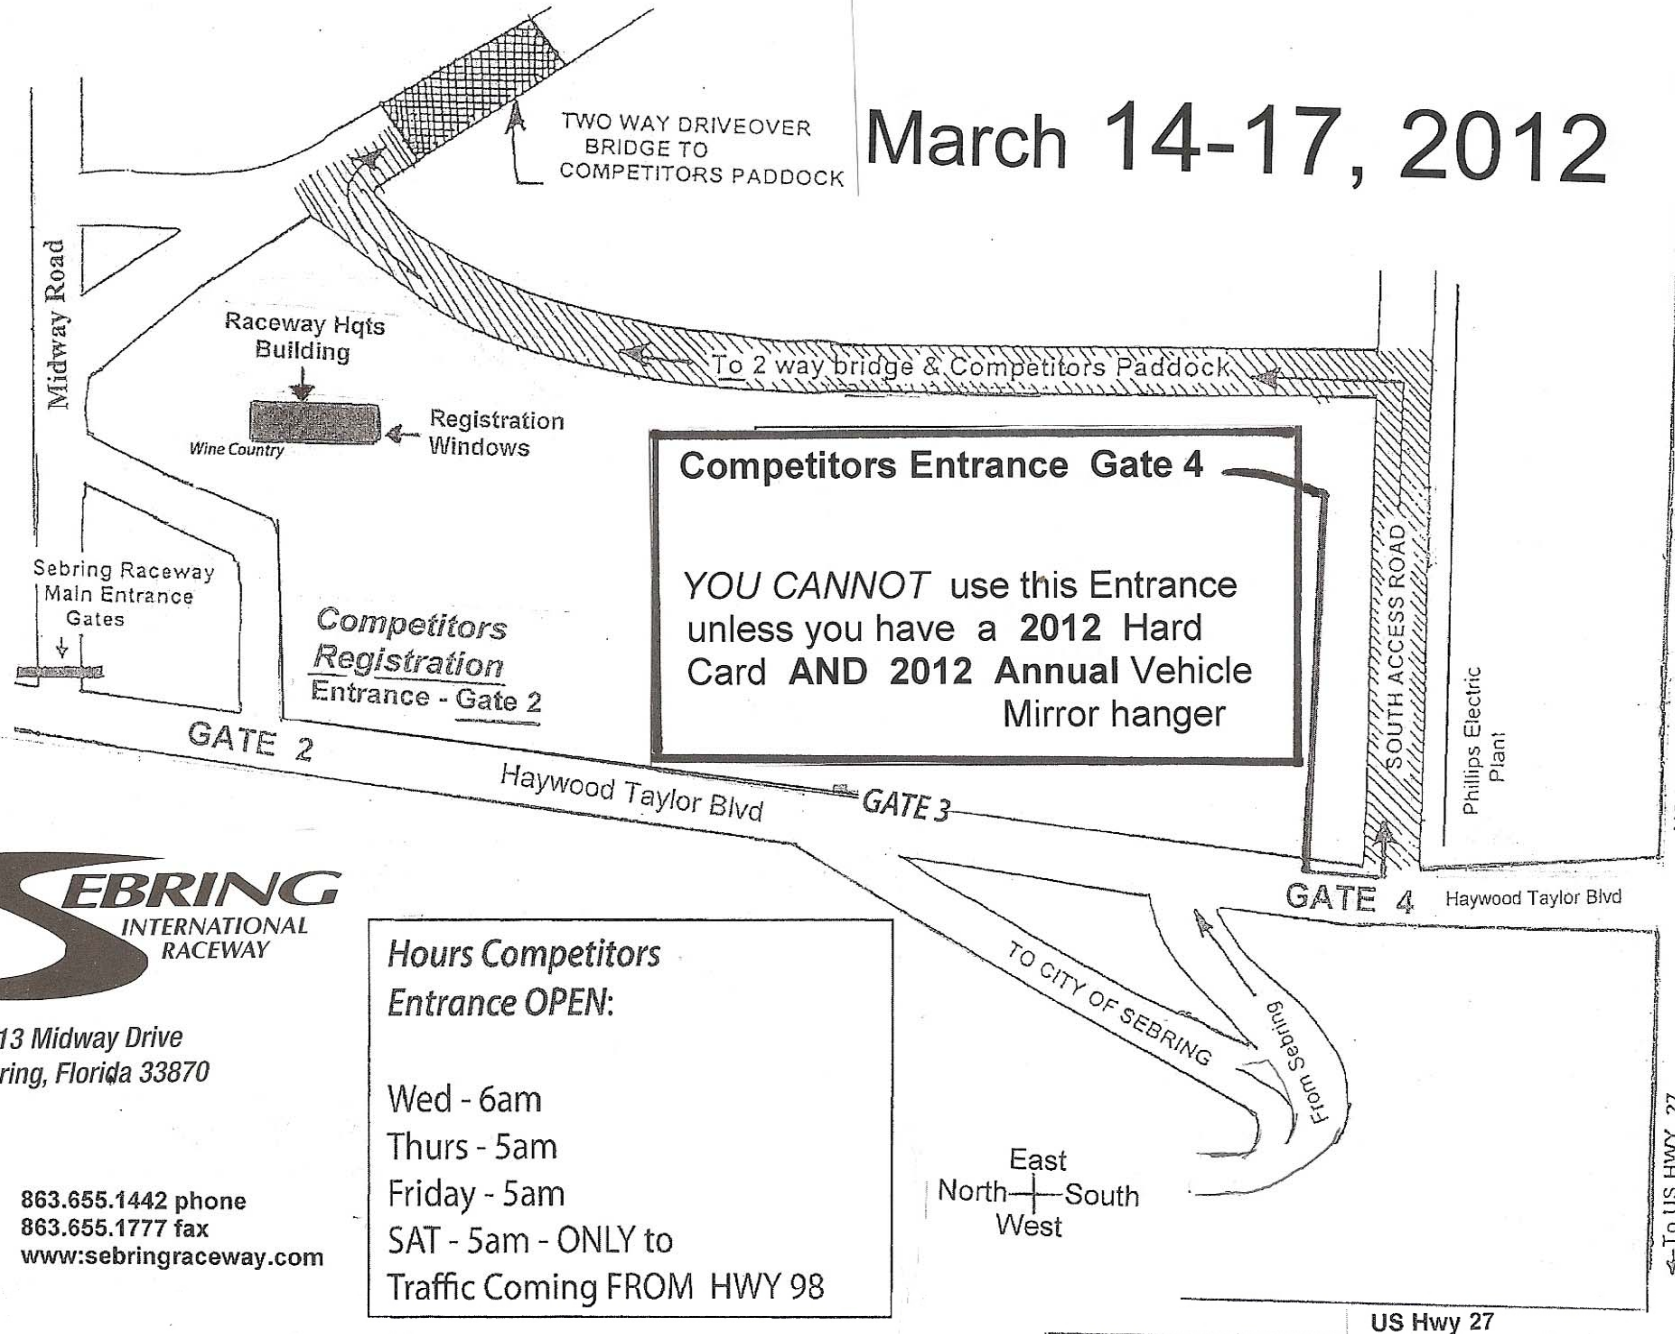 March 14-17, 2012
TWO WAY DRIVEOVER
BRIDGE TO
COMPETITORS PADDOCK
Midway Road
Raceway Hqts
Building
Registration
Windows
Wine Country
To 2 way bridge & Competitors Paddock
Competitors Entrance Gate 4
YOU CANNOT use this Entrance
unless you have a 2012 Hard
Card AND 2012 Annual Vehicle
Mirror hanger
SOUTH ACCESS ROAD
Phillips Electric
Plant
Sebring Raceway
Main Entrance
Gates
Competitors
Registration
Entrance - Gate 2
GATE 2
Haywood Taylor Blvd
GATE 3
GATE 4
Haywood Taylor Blvd
SEBRING
INTERNATIONAL
RACEWAY
13 Midway Drive
ring, Florida 33870
863.655.1442 phone
863.655.1777 fax
www:sebringraceway.com
Hours Competitors
Entrance OPEN:
Wed - 6am
Thurs - 5am
Friday - 5am
SAT - 5am - ONLY to
Traffic Coming FROM HWY 98
TO CITY OF SEBRING
From Sebring
East
North South
West
To US HWY 27
US Hwy 27